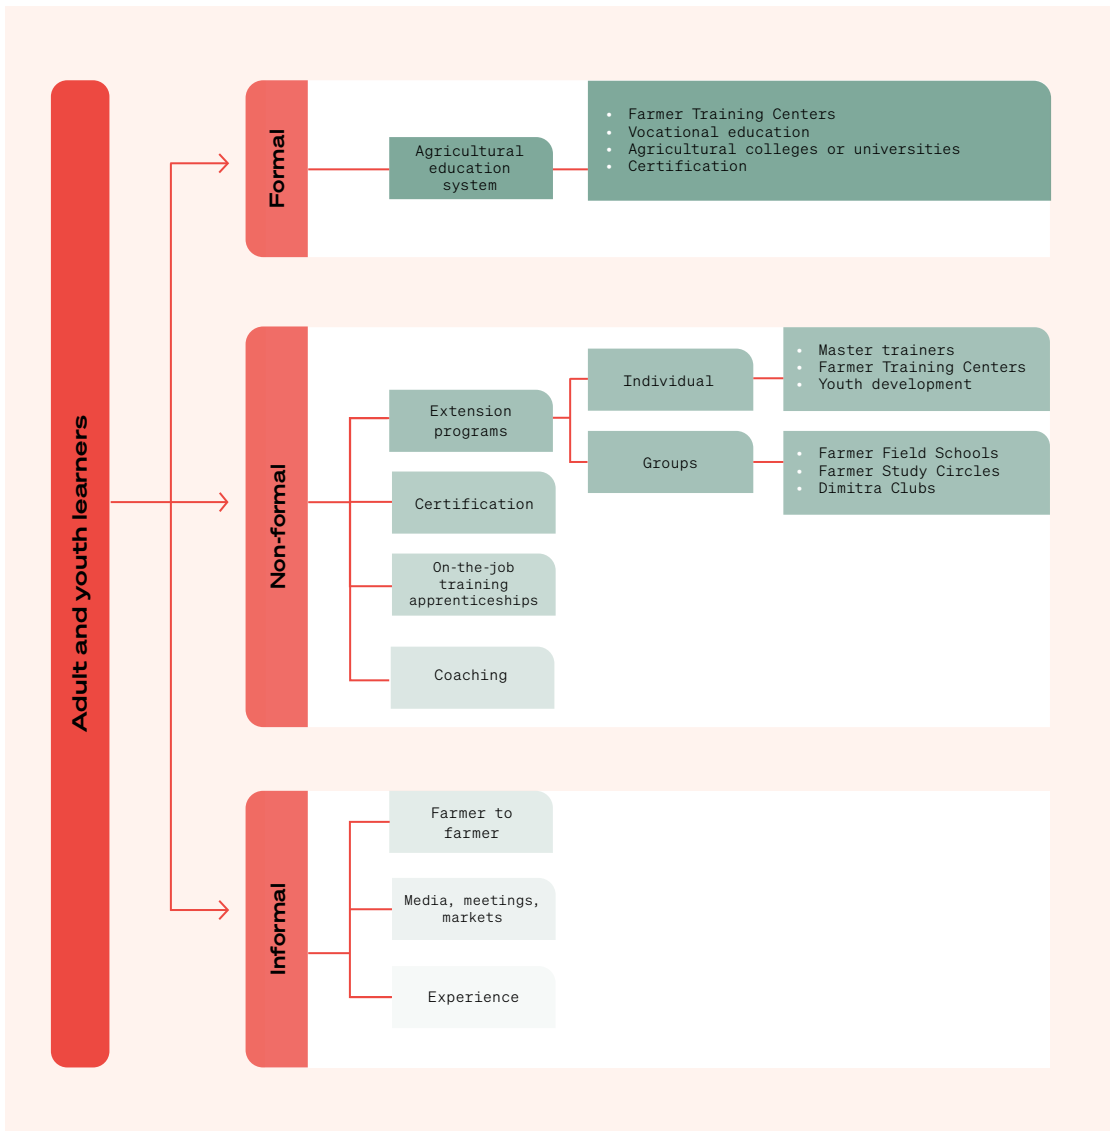 Adult and youth learners
Formal
Agricultural
education
system
• Farmer Training Centers
• Vocational education
• Agricultural colleges or universities
• Certification
Non-formal
Extension
programs
Individual
• Master trainers
• Farmer Training Centers
• Youth development
Groups
• Farmer Field Schools
• Farmer Study Circles
• Dimitra Clubs
Certification
On-the-job
training
apprenticeships
Coaching
Informal
Farmer to
farmer
Media, meetings,
markets
Experience